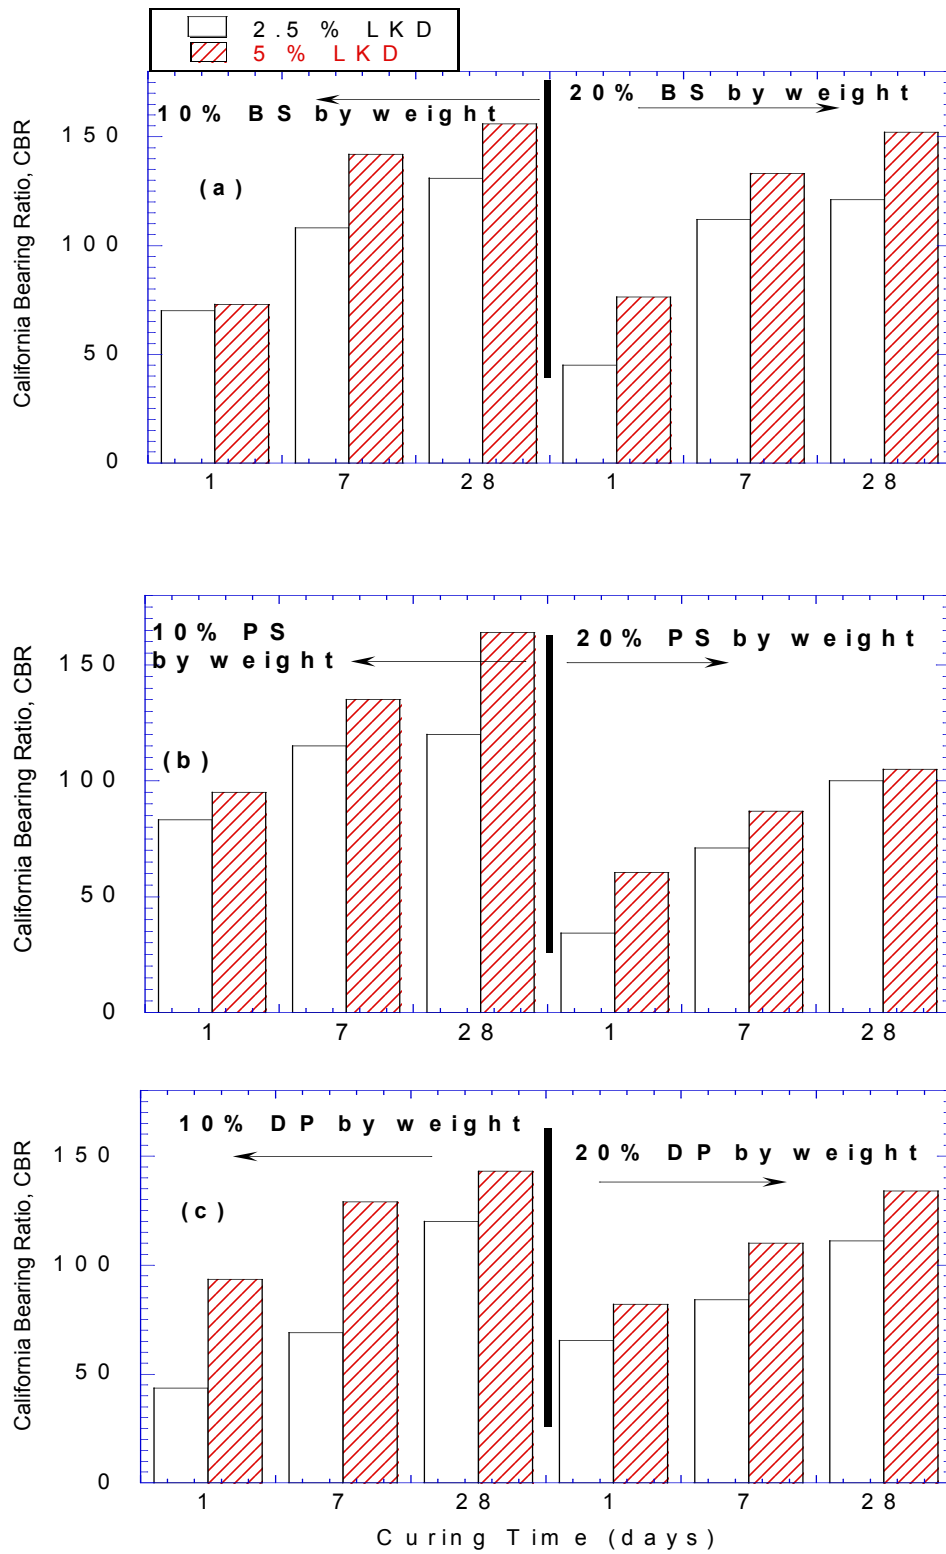 2.5 % LKD
5 % LKD
10% BS by weight
20% BS by weight
(a)
California Bearing Ratio, CBR
150
100
50
0
1 7 28 1 7 28
10% PS
by weight
20% PS by weight
(b)
California Bearing Ratio, CBR
150
100
50
0
1 7 28 1 7 28
10% DP by weight
20% DP by weight
(c)
California Bearing Ratio, CBR
150
100
50
0
1 7 28 1 7 28
Curing Time (days)